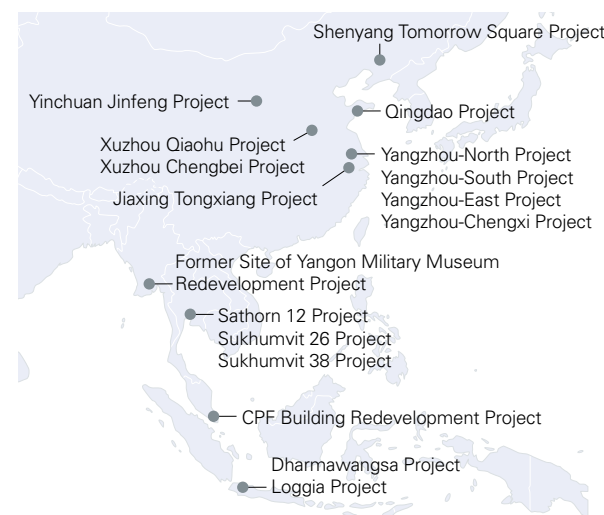 Shenyang Tomorrow Square Project
Yinchuan Jinfeng Project
Qingdao Project
Xuzhou Qiaohu Project
Xuzhou Chengbei Project
Jiaxing Tongxiang Project
Yangzhou-North Project
Yangzhou-South Project
Yangzhou-East Project
Yangzhou-Chengxi Project
Former Site of Yangon Military Museum
Redevelopment Project
Sathorn 12 Project
Sukhumvit 26 Project
Sukhumvit 38 Project
CPF Building Redevelopment Project
Dharmawangsa Project
Loggia Project